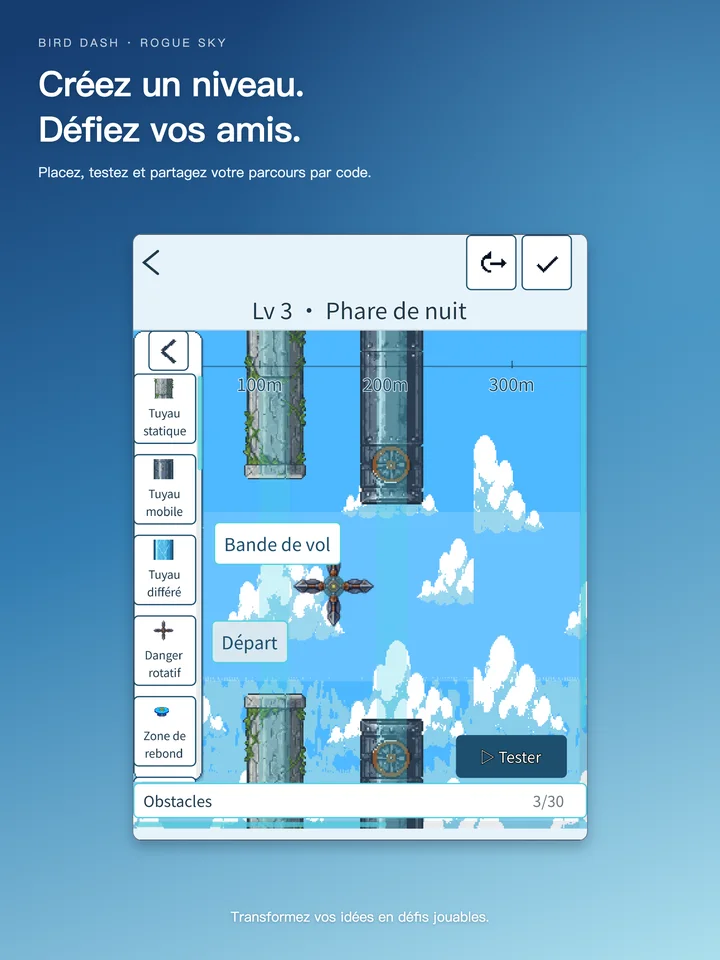 BIRD DASH · ROGUE SKY
Créez un niveau.
Défiez vos amis.
Placez, testez et partagez votre parcours par code.
Lv 3 • Phare de nuit
100m
200m
300m
Tuyau
statique
Tuyau
mobile
Tuyau
différé
Danger
rotatif
Zone de
rebond
Bande de vol
Départ
Tester
Obstacles
3/30
Transformez vos idées en défis jouables.